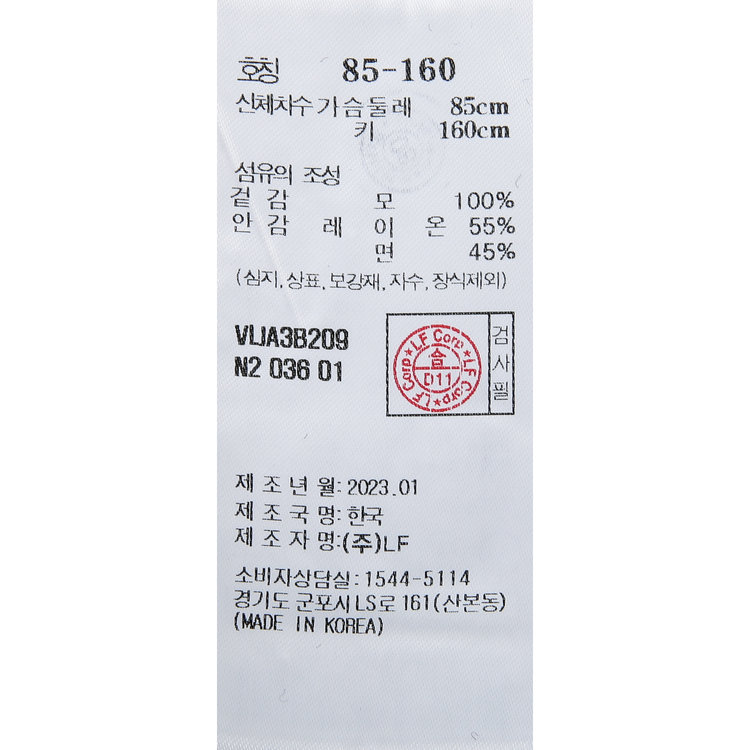 호칭 85-160
신체치수 가슴둘레 85cm
키 160cm
섬유의 조성
겉감 모 100%
안감 레이온 55%
면 45%
(심지,상표,보강재,자수,장식제외)
VLJA3B209
N2 036 01
LF Corp★LF Corp★LF Corp★
합
D11
검사필
제조년월: 2023.01
제조국명: 한국
제조자명:(주)LF
소비자상담실:1544-5114
경기도 군포시 LS로 161(산본동)
(MADE IN KOREA)